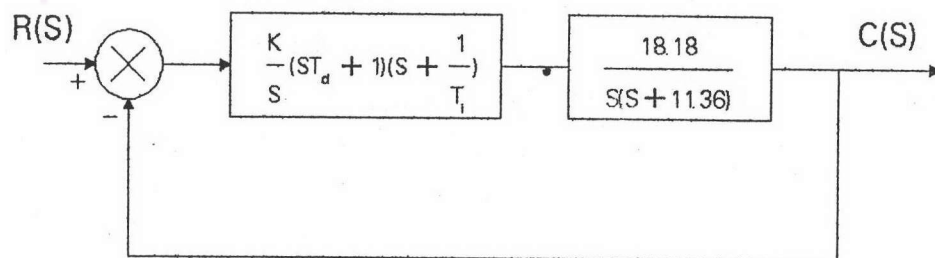 R(S)
+
−
K
S
(ST_d + 1)(S +
1
T_i
)
18.18
S(S + 11.36)
C(S)